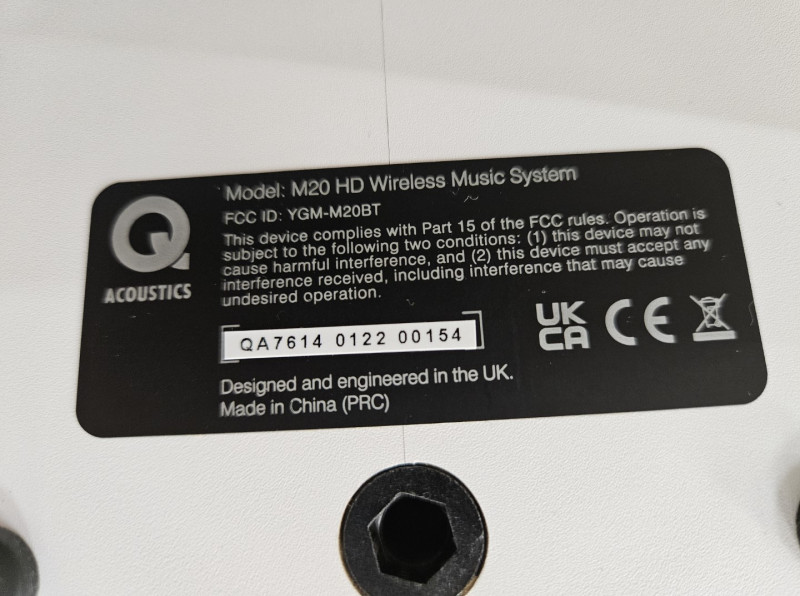 Model: M20 HD Wireless Music System
FCC ID: YGM-M20BT
This device complies with Part 15 of the FCC rules. Operation is
subject to the following two conditions: (1) this device may not
cause harmful interference, and (2) this device must accept any
interference received, including interference that may cause
undesired operation.
Q
ACOUSTICS
QA7614 0122 00154
UK
CA
CE
Designed and engineered in the UK.
Made in China (PRC)